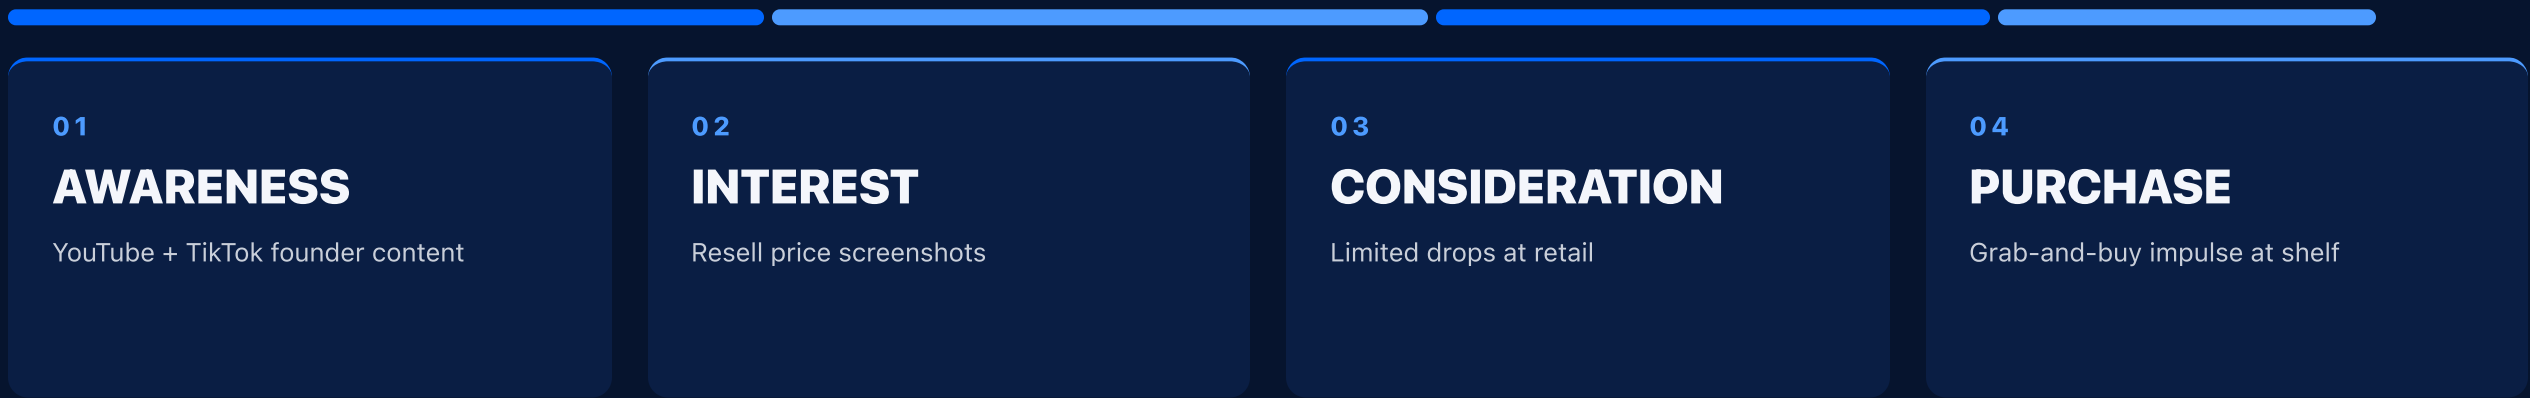 01
AWARENESS
YouTube + TikTok founder content
02
INTEREST
Resell price screenshots
03
CONSIDERATION
Limited drops at retail
04
PURCHASE
Grab-and-buy impulse at shelf